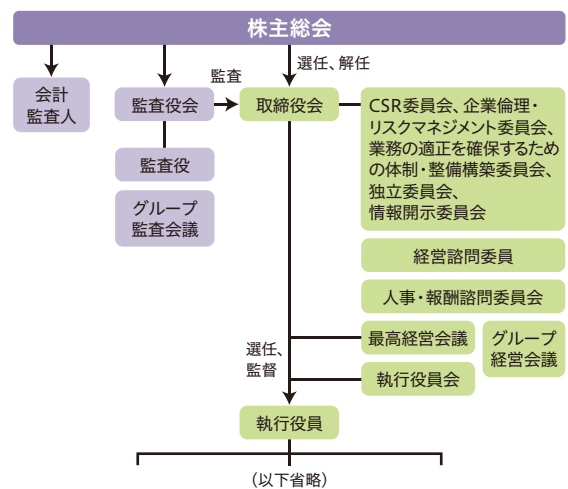 株主総会
選任、解任
監査
会計
監査人
監査役会
取締役会
CSR委員会、企業倫理・
リスクマネジメント委員会、
業務の適正を確保するため
の体制・整備構築委員会、
独立委員会、
情報開示委員会
監査役
グループ
監査会議
経営諮問委員
人事・報酬諮問委員会
最高経営会議
グループ
経営会議
選任、
監督
執行役員会
執行役員
（以下省略）